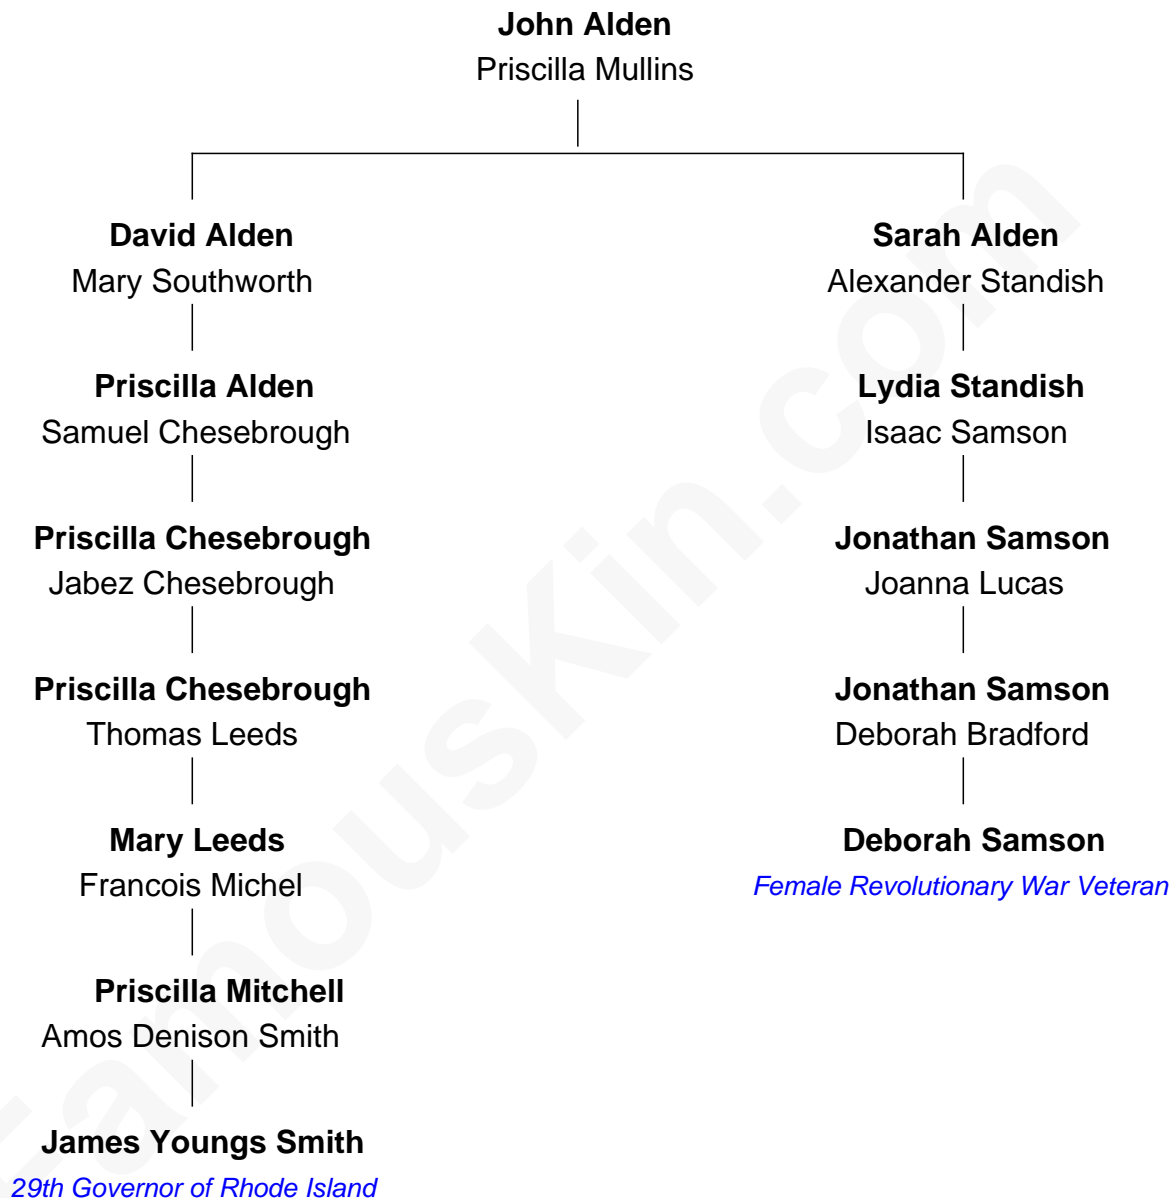 John Alden
Priscilla Mullins
David Alden
Mary Southworth
Sarah Alden
Alexander Standish
Priscilla Alden
Samuel Chesebrough
Lydia Standish
Isaac Samson
Priscilla Chesebrough
Jabez Chesebrough
Jonathan Samson
Joanna Lucas
Priscilla Chesebrough
Thomas Leeds
Jonathan Samson
Deborah Bradford
Mary Leeds
Francois Michel
Deborah Samson
Female Revolutionary War Veteran
Priscilla Mitchell
Amos Denison Smith
James Youngs Smith
29th Governor of Rhode Island
FamousKin.com